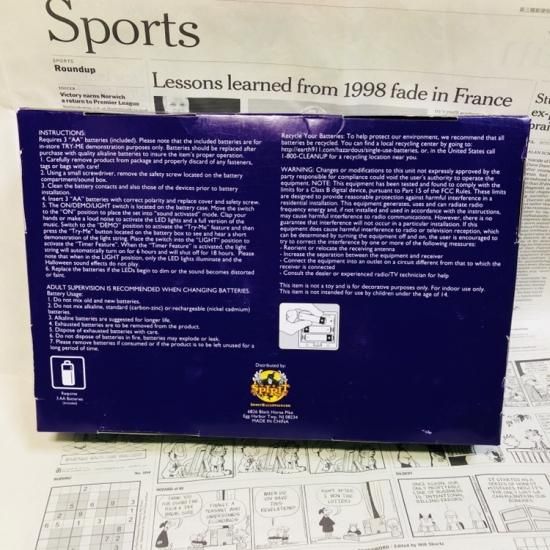 Sports
SPORTS
Roundup
SOCCER
Victory earns Norwich
a return to Premier League
Lessons learned from 1998 fade in France
INSTRUCTIONS
Requires 3 "AA" batteries (included). Please note that the included batteries are for
in-store TRY-ME demonstration purposes only. Batteries should be replaced after
purchase with quality alkaline batteries to insure the item's proper operation.
1. Carefully remove product from package and properly discard of any fasteners,
tags or bags with care!
2. Using a small screwdriver, remove the safety screw located on the battery
compartment/sound box.
3. Clean the battery contacts and also those of the devices prior to battery
installation.
4. Insert 3 "AA" batteries with correct polarity and replace cover and safety screw.
5. The ON/DEMO/LIGHT switch is located on the battery case. Move the switch
to the "ON" position to place the set into "sound activated" mode. Clap your
hands or make a loud noise to activate the LED lights and a full version of the
music. Switch to the "DEMO" position to activate the "Try-Me" feature and then
press the "Try-Me" button located on the battery box to see and hear a short
demonstration of the light string. Place the switch into the "LIGHT" position to
activate the "Timer Feature". When the "Timer Feature" is activated, the light
string will automatically turn on for 6 hours and will shut off for 18 hours. Please
note that when in the LIGHT position, only the LED lights illuminate and the
Halloween sound effects do not play.
6. Replace the batteries if the LEDs begin to dim or the sound becomes distorted
or faint.
ADULT SUPERVISION IS RECOMMENDED WHEN CHANGING BATTERIES.
Battery Usage:
1. Do not mix old and new batteries.
2. Do not mix alkaline, standard (carbon-zinc) or rechargeable (nickel cadmium)
batteries.
3. Alkaline batteries are suggested for longer life.
4. Exhausted batteries are to be removed from the product.
5. Dispose of exhausted batteries with care.
6. Do not dispose of batteries in fire, batteries may explode or leak.
7. Please remove batteries if consumed or if the product is to be left unused for a
long period of time.
Requires
3 AA Batteries
Recycle Your Batteries: To help protect our environment, we recommend that all
batteries be recycled. You can find a local recycling center by going to:
http://earth911.com/hazardous/single-use-batteries, or, in the United States call
1-800-CLEANUP for a recycling location near you.
WARNING: Changes or modifications to this unit not expressly approved by the
party responsible for compliance could void the user's authority to operate the
equipment. NOTE: This equipment has been tested and found to comply with the
limits for a Class B digital device, pursuant to Part 15 of the FCC Rules. These limits
are designed to provide reasonable protection against harmful interference in a
residential installation. This equipment generates, uses and can radiate radio
frequency energy and, if not installed and used in accordance with the instructions,
may cause harmful interference to radio communications. However, there is no
guarantee that interference will not occur in a particular installation. If this
equipment does cause harmful interference to radio or television reception, which
can be determined by turning the equipment off and on, the user is encouraged to
try to correct the interference by one or more of the following measures:
- Reorient or relocate the receiving antenna
- Increase the separation between the equipment and receiver
- Connect the equipment into an outlet on a circuit different from that to which the
receiver is connected
- Consult the dealer or experienced radio/TV technician for help
This item is not a toy and is for decorative purposes only. For indoor use only.
This item is not intended for use by children under the age of 14.
Distributed by:
SPIRIT
6826 Black Horse Pike
Egg Harbor Twp, NJ 08234
MADE IN CHINA